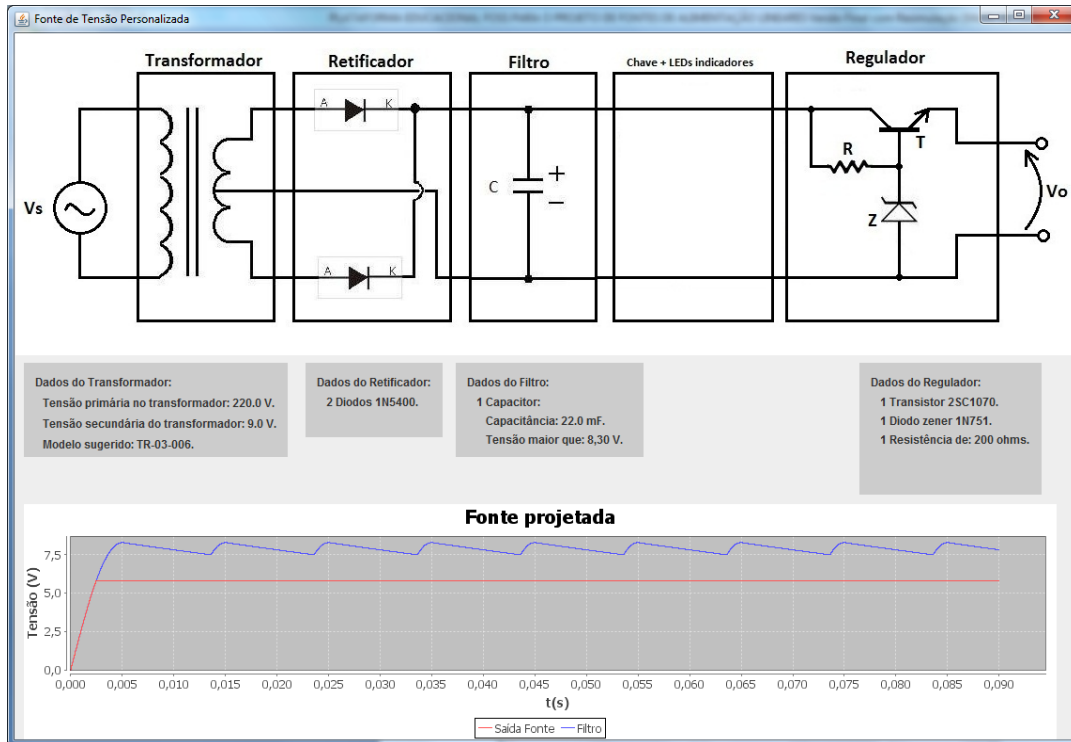 Fonte de Tensão Personalizada
Transformador
Retificador
Filtro
Chave + LEDs indicadores
Regulador
A
K
T
R
C
+
−
Vs
Vo
Z
A
K
Dados do Transformador:
Tensão primária no transformador: 220.0 V.
Tensão secundária do transformador: 9.0 V.
Modelo sugerido: TR-03-006.
Dados do Retificador:
2 Diodos 1N5400.
Dados do Filtro:
1 Capacitor:
Capacitância: 22.0 mF.
Tensão maior que: 8,30 V.
Dados do Regulador:
1 Transistor 2SC1070.
1 Diodo zener 1N751.
1 Resistência de: 200 ohms.
Fonte projetada
Tensão (V)
7,5
5,0
2,5
0,0
0,000 0,005 0,010 0,015 0,020 0,025 0,030 0,035 0,040 0,045 0,050 0,055 0,060 0,065 0,070 0,075 0,080 0,085 0,090
t(s)
Saída Fonte Filtro